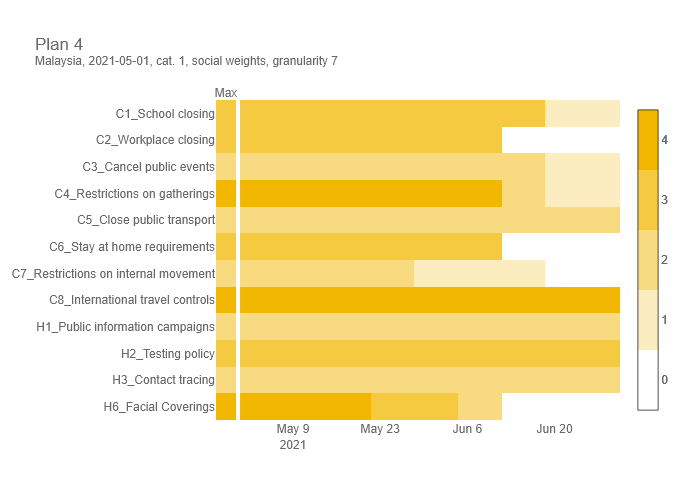 Plan 4
Malaysia, 2021-05-01, cat. 1, social weights, granularity 7
Max
C1_School closing
C2_Workplace closing
C3_Cancel public events
C4_Restrictions on gatherings
C5_Close public transport
C6_Stay at home requirements
C7_Restrictions on internal movement
C8_International travel controls
H1_Public information campaigns
H2_Testing policy
H3_Contact tracing
H6_Facial Coverings
May 9
2021
May 23
Jun 6
Jun 20
4
3
2
1
0